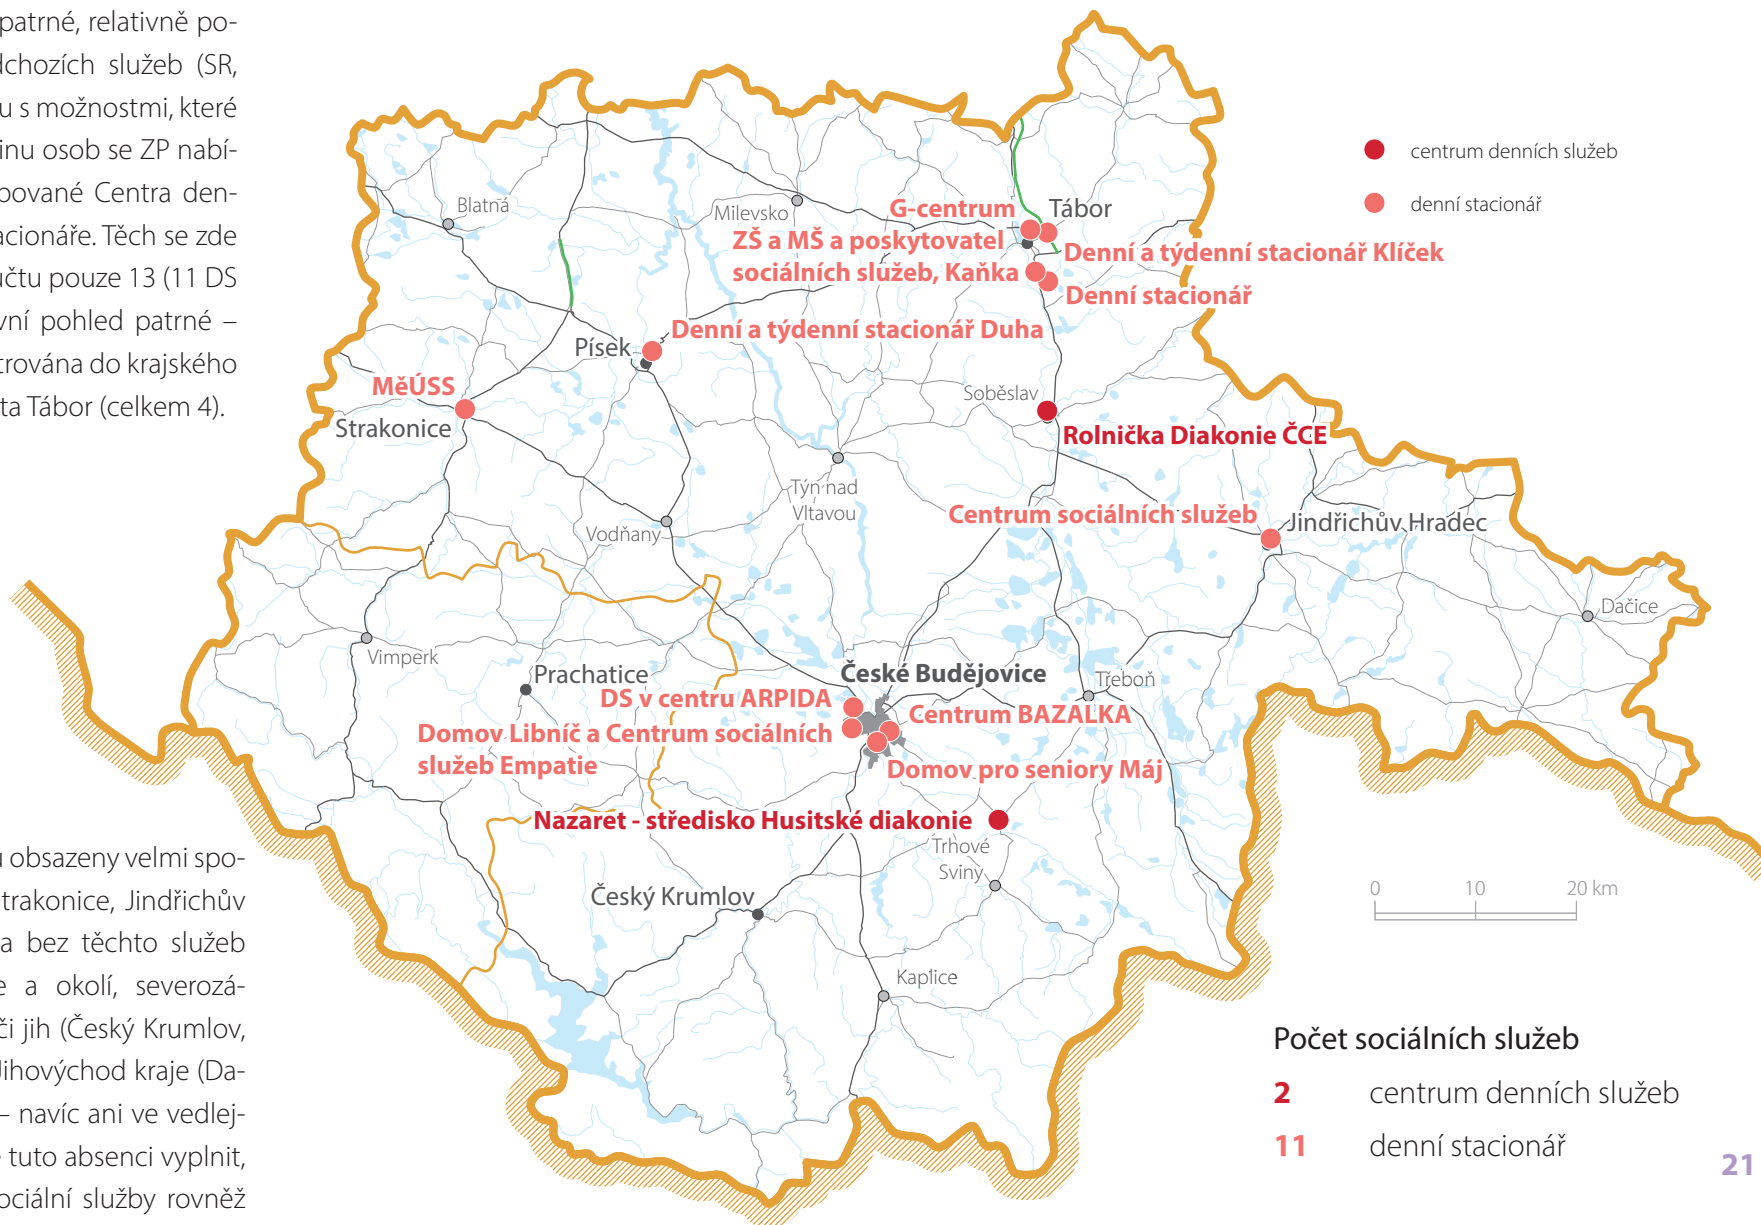 patrné, relativně po-
dchozích služeb (SR,
u s možnostmi, které
inu osob se ZP nabí-
pované Centra den-
acionáře. Těch se zde
učtu pouze 13 (11 DS
vní pohled patrné –
trována do krajského
ta Tábor (celkem 4).
u obsazeny velmi spo-
trakonice, Jindřichův
a bez těchto služeb
e a okolí, severozá-
či jih (Český Krumlov,
Jihovýchod kraje (Da-
– navíc ani ve vedlej-
e tuto absenci vyplnit,
ociální služby rovněž
centrum denních služeb
denní stacionář
Blatná
Milevsko
G-centrum
Tábor
ZŠ a MŠ a poskytovatel
sociálních služeb, Kaňka
Denní a týdenní stacionář Klíček
Denní stacionář
Denní a týdenní stacionář Duha
Písek
MěÚSS
Strakonice
Soběslav
Rolnička Diakonie ČCE
Týn nad
Vltavou
Vodňany
Centrum sociálních služeb
Jindřichův Hradec
Dačice
Vimperk
Prachatice
České Budějovice
Třeboň
DS v centru ARPIDA
Centrum BAZALKA
Domov Libníč a Centrum sociálních
služeb Empatie
Domov pro seniory Máj
Nazaret - středisko Husitské diakonie
Trhové
Sviny
Český Krumlov
Kaplice
0 10 20 km
Počet sociálních služeb
2 centrum denních služeb
11 denní stacionář
21